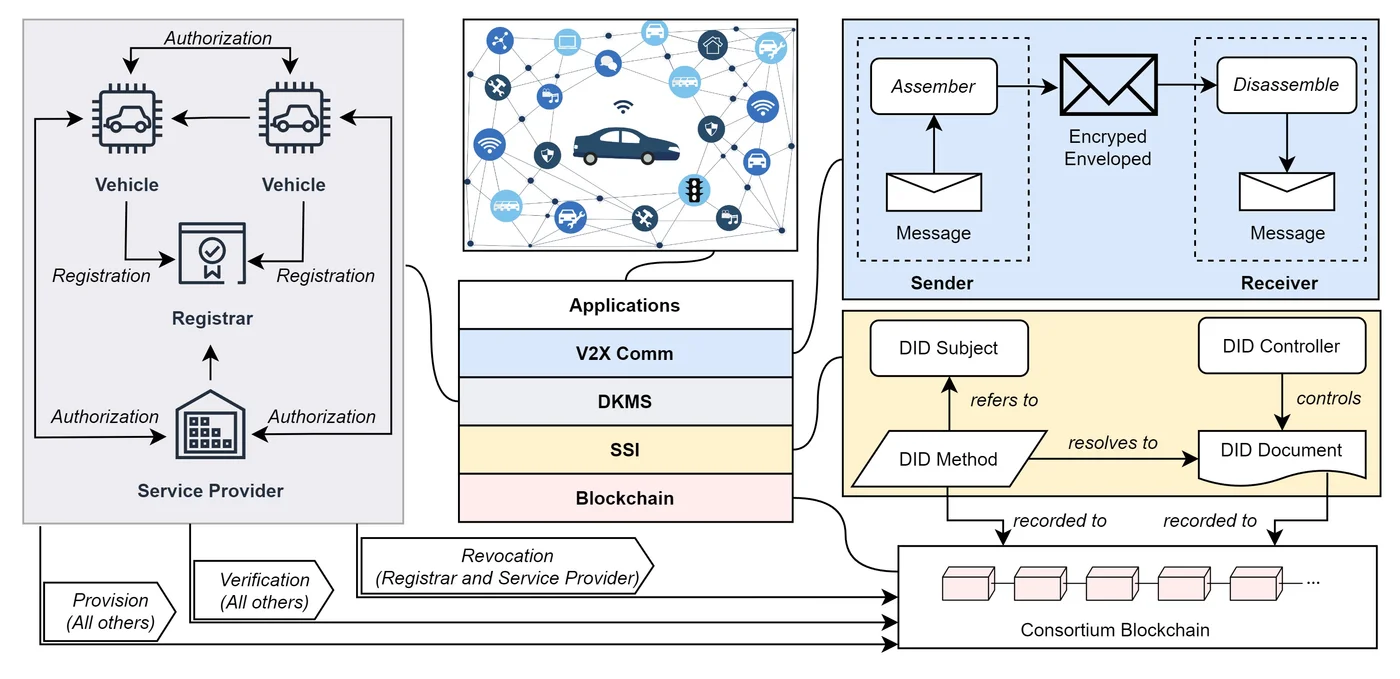 Authorization
Vehicle
Vehicle
Registration
Registration
Registrar
Authorization
Authorization
Service Provider
Provision
(All others)
Verification
(All others)
Revocation
(Registrar and Service Provider)
Applications
V2X Comm
DKMS
SSI
Blockchain
Assember
Message
Sender
Encryped
Enveloped
Disassemble
Message
Receiver
DID Subject
DID Controller
refers to
controls
DID Method
resolves to
DID Document
recorded to
recorded to
...
Consortium Blockchain